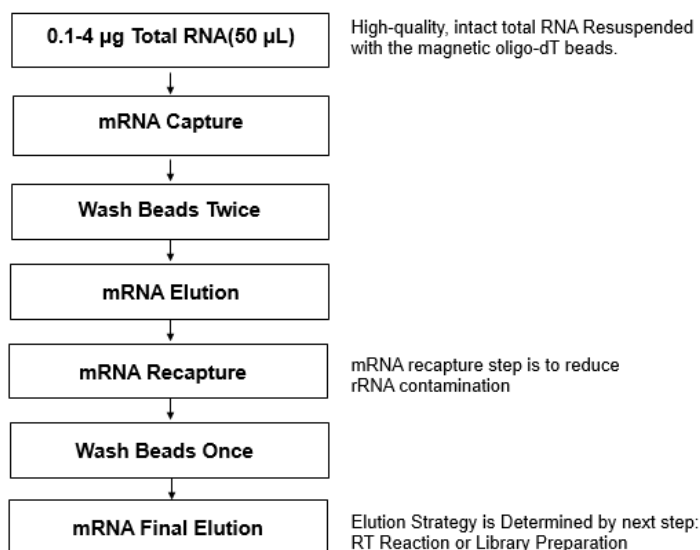 0.1-4 μg Total RNA(50 μL)
High-quality, intact total RNA Resuspended
with the magnetic oligo-dT beads.
mRNA Capture
Wash Beads Twice
mRNA Elution
mRNA Recapture
mRNA recapture step is to reduce
rRNA contamination
Wash Beads Once
mRNA Final Elution
Elution Strategy is Determined by next step:
RT Reaction or Library Preparation